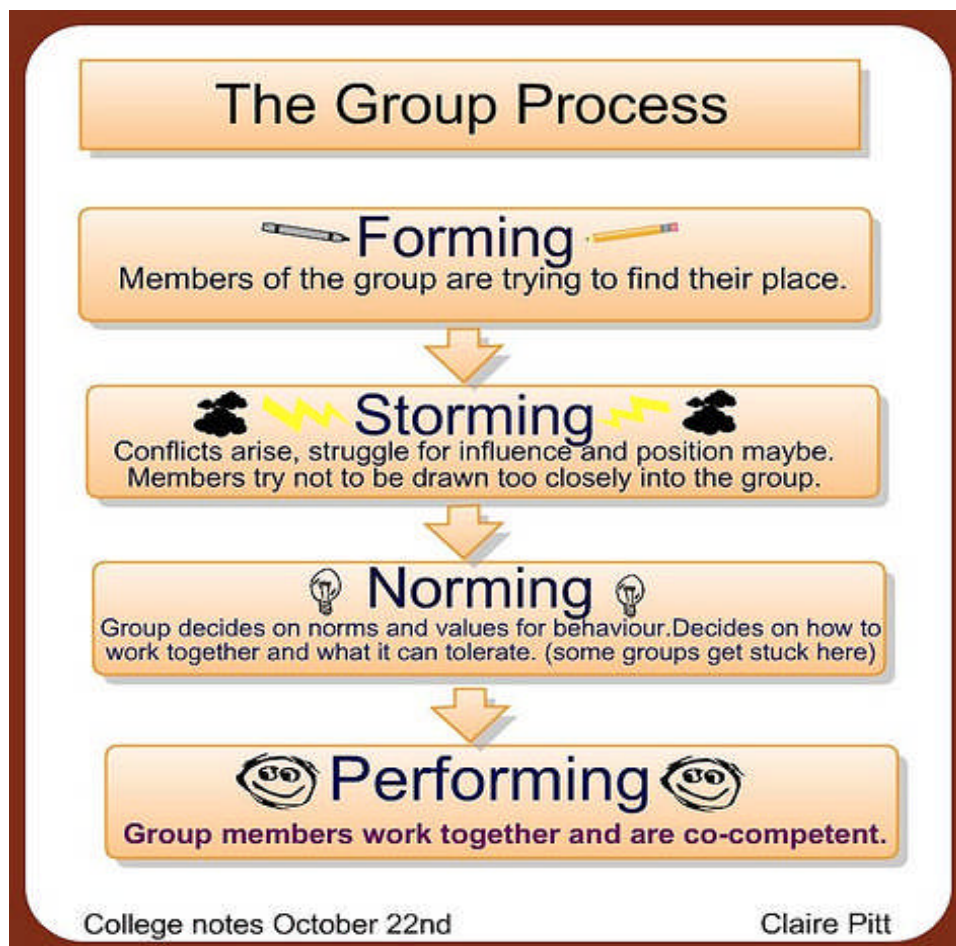 The Group Process
Forming
Members of the group are trying to find their place.
Storming
Conflicts arise, struggle for influence and position maybe.
Members try not to be drawn too closely into the group.
Norming
Group decides on norms and values for behaviour.Decides on how to
work together and what it can tolerate. (some groups get stuck here)
Performing
Group members work together and are co-competent.
College notes October 22nd
Claire Pitt